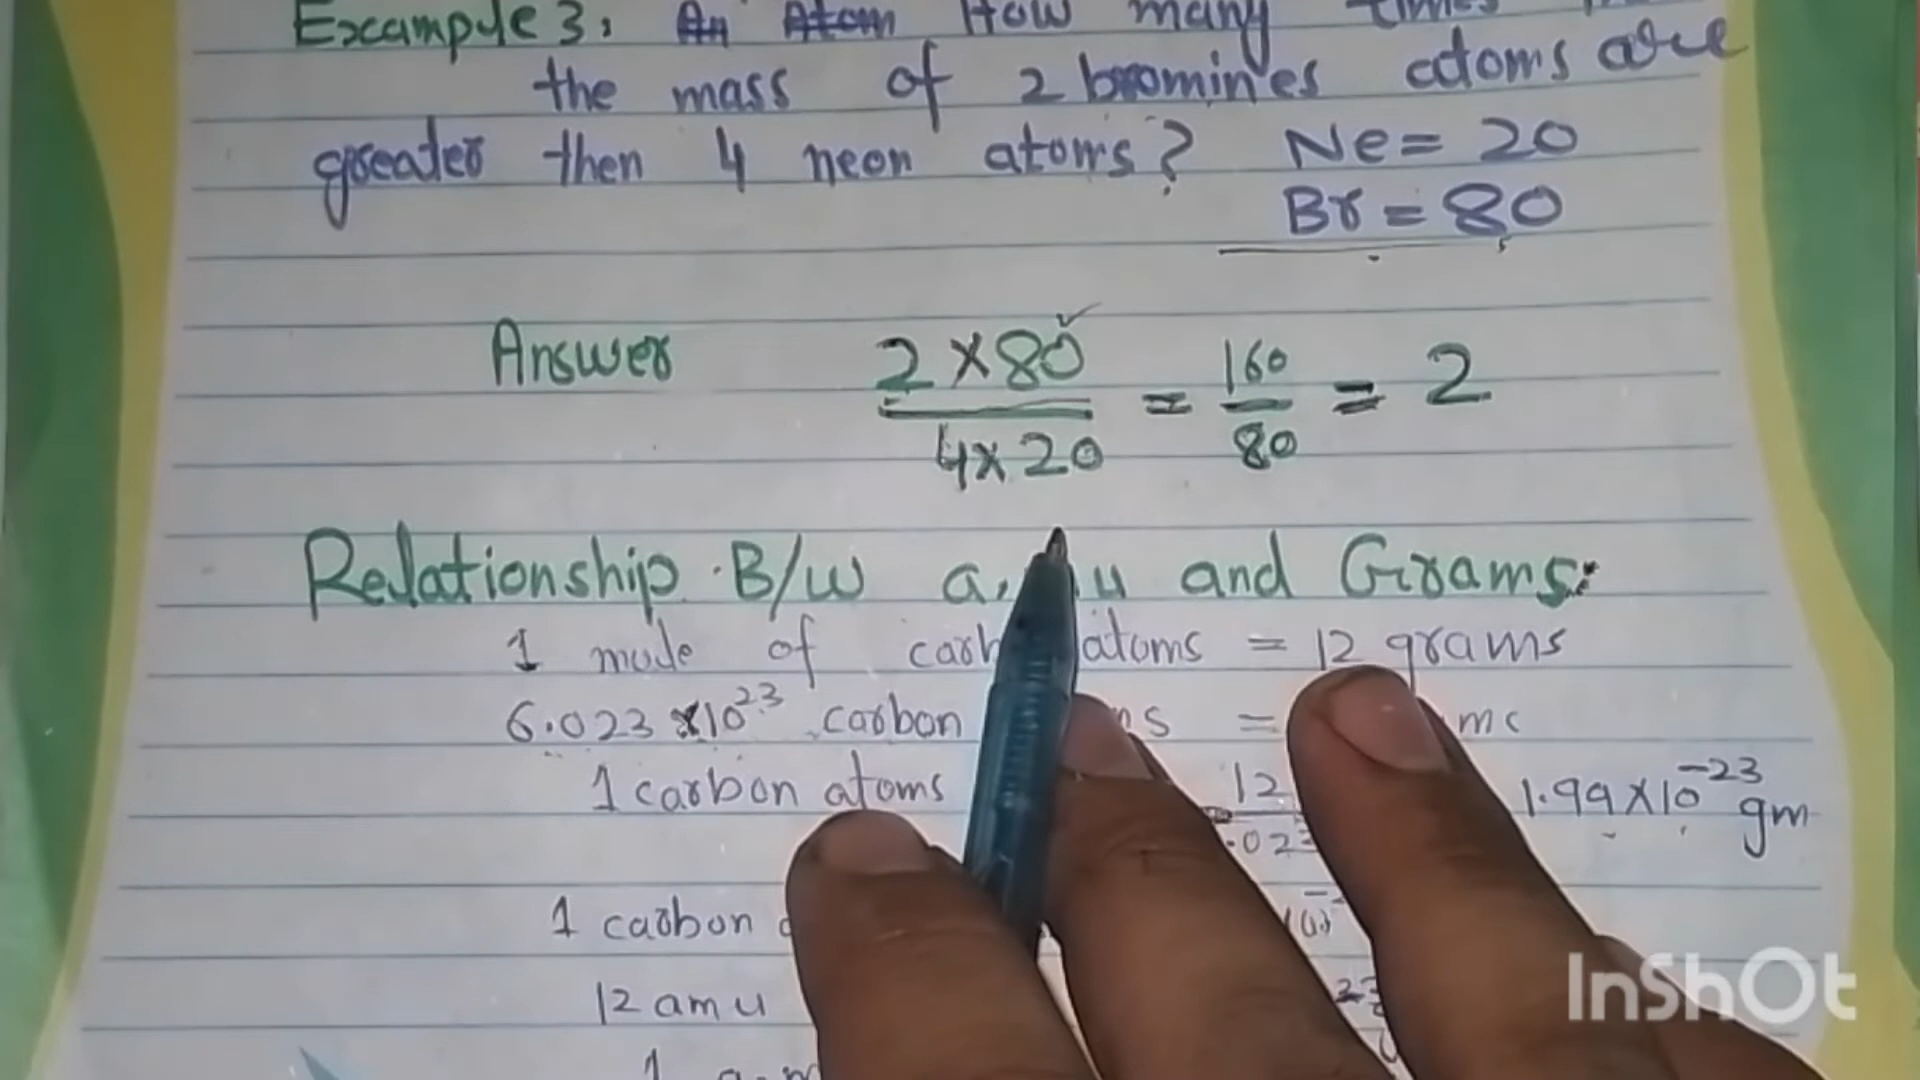 Example 3: An Atom How many times
the mass of 2 bromines atoms are
greater then 4 neon atoms? Ne = 20
Br = 80
Answer 2 × 80 / 4 × 20 = 160 / 80 = 2
Relationship B/w a. u and Grams:
1 mole of carb atoms = 12 grams
6.023 × 10^23 carbon =
1 carbon atoms 12 1.99 × 10^-23 gm
1 carbon
12 amu
1
InShOt